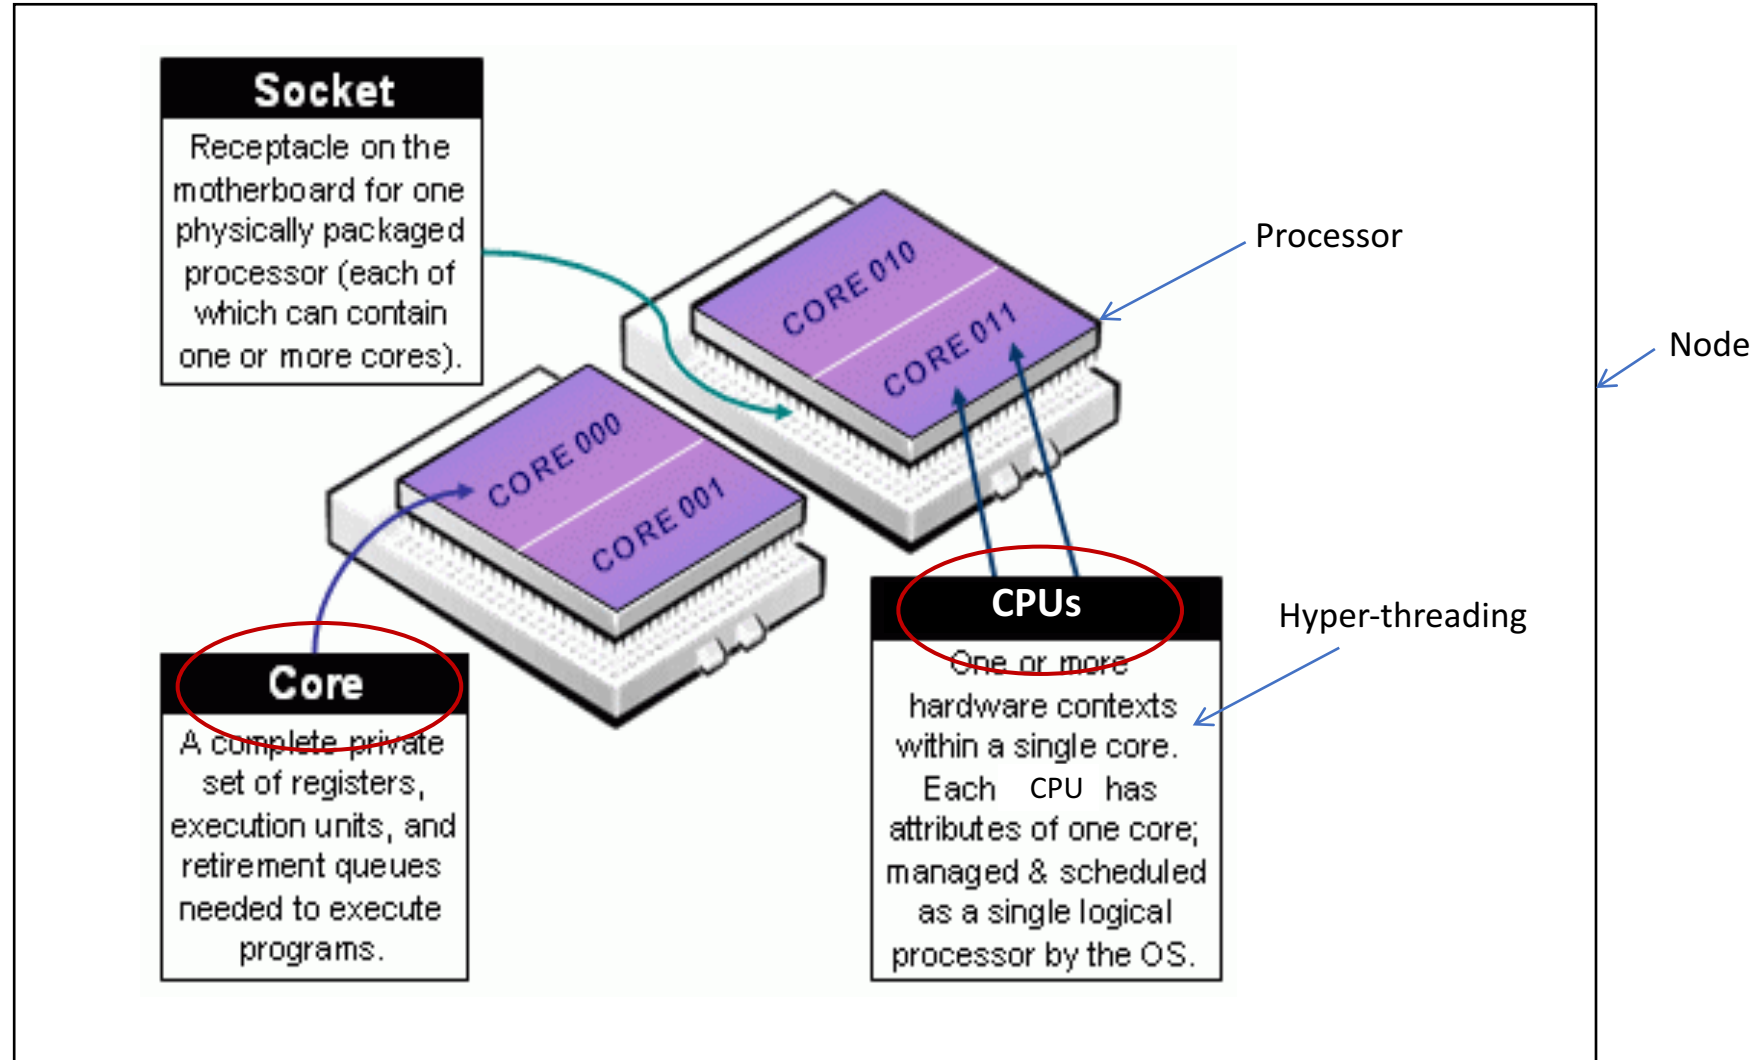 Socket
Receptacle on the
motherboard for one
physically packaged
processor (each of
which can contain
one or more cores).
CORE 010
CORE 011
Processor
Node
CORE 000
CORE 001
Core
A complete private
set of registers,
execution units, and
retirement queues
needed to execute
programs.
CPUs
One or more
hardware contexts
within a single core.
Each CPU has
attributes of one core;
managed & scheduled
as a single logical
processor by the OS.
Hyper-threading